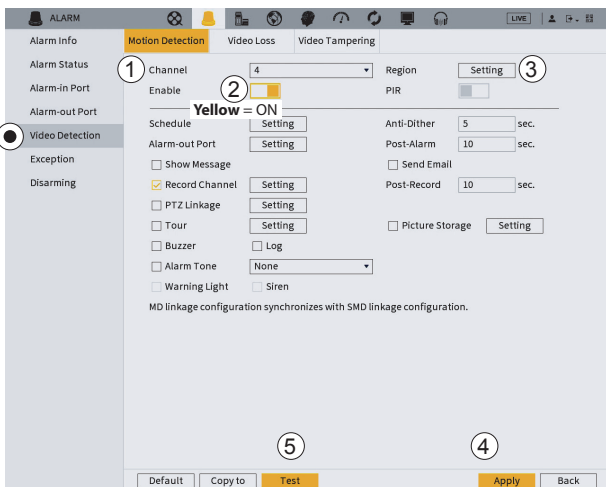 ALARM LIVE
Alarm Info
Alarm Status
Alarm-in Port
Alarm-out Port
Video Detection
Exception
Disarming
Motion Detection Video Loss Video Tampering
1 Channel 4 Region Setting 3
Enable 2 PIR
Yellow = ON
Schedule Setting Anti-Dither 5 sec.
Alarm-out Port Setting Post-Alarm 10 sec.
Show Message Send Email
Record Channel Setting Post-Record 10 sec.
PTZ Linkage Setting
Tour Setting Picture Storage Setting
Buzzer Log
Alarm Tone None
Warning Light Siren
MD linkage configuration synchronizes with SMD linkage configuration.
5 4
Default Copy to Test Apply Back